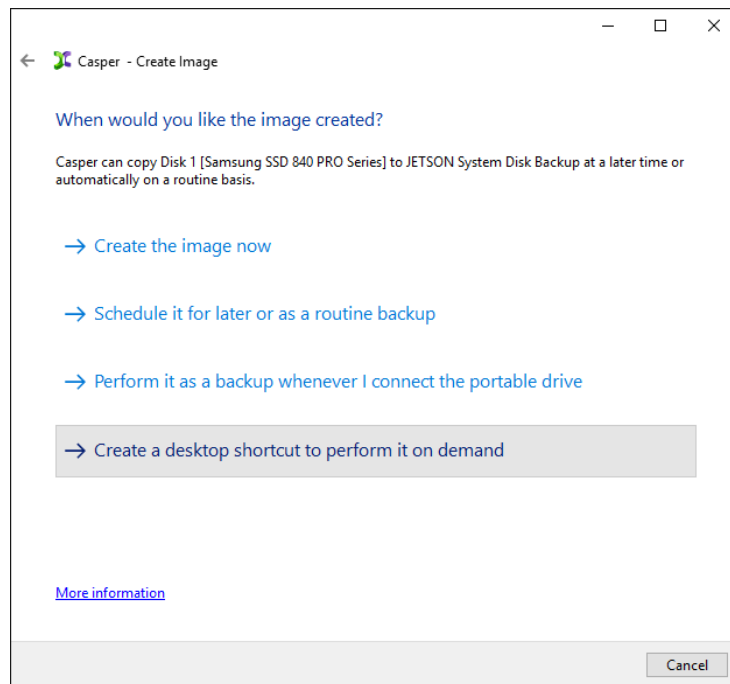 Casper - Create Image
When would you like the image created?
Casper can copy Disk 1 [Samsung SSD 840 PRO Series] to JETSON System Disk Backup at a later time or
automatically on a routine basis.
Create the image now
Schedule it for later or as a routine backup
Perform it as a backup whenever I connect the portable drive
Create a desktop shortcut to perform it on demand
More information
Cancel